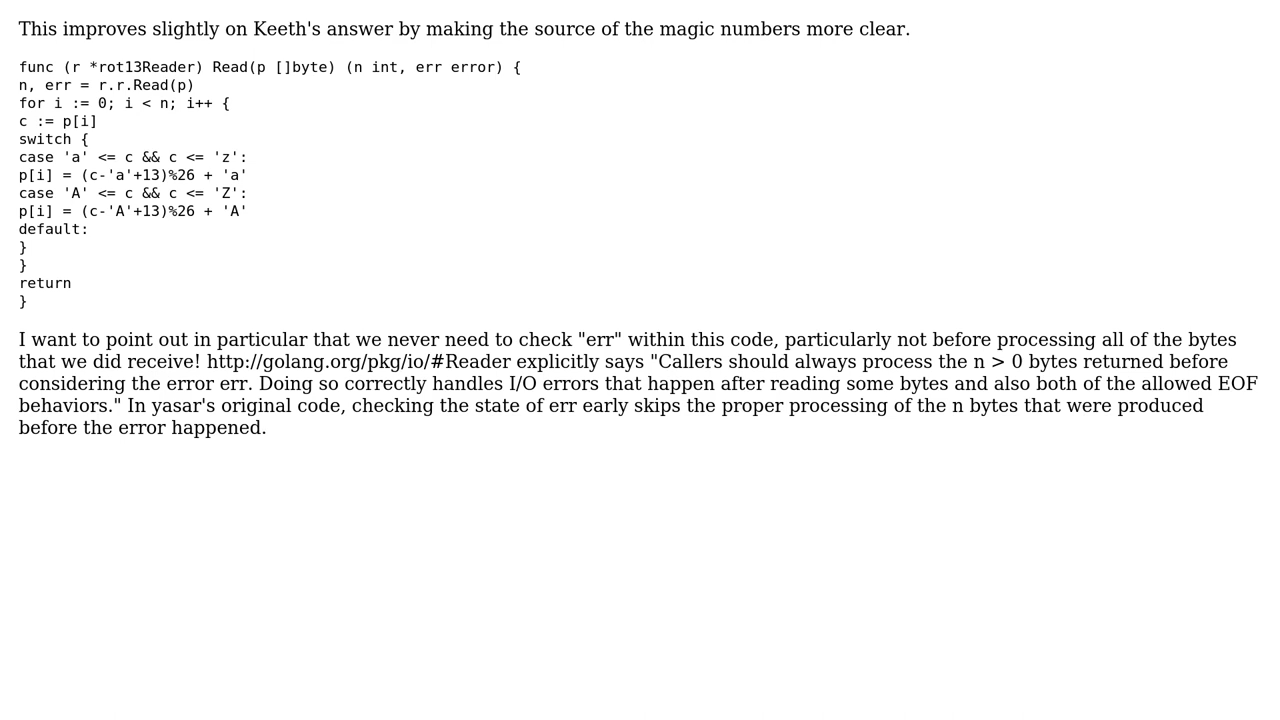 This improves slightly on Keeth's answer by making the source of the magic numbers more clear.
func (r *rot13Reader) Read(p []byte) (n int, err error) {
n, err = r.r.Read(p)
for i := 0; i < n; i++ {
c := p[i]
switch {
case 'a' <= c && c <= 'z':
p[i] = (c-'a'+13)%26 + 'a'
case 'A' <= c && c <= 'Z':
p[i] = (c-'A'+13)%26 + 'A'
default:
}
}
return
}
I want to point out in particular that we never need to check "err" within this code, particularly not before processing all of the bytes
that we did receive! http://golang.org/pkg/io/#Reader explicitly says "Callers should always process the n > 0 bytes returned before
considering the error err. Doing so correctly handles I/O errors that happen after reading some bytes and also both of the allowed EOF
behaviors." In yasar's original code, checking the state of err early skips the proper processing of the n bytes that were produced
before the error happened.